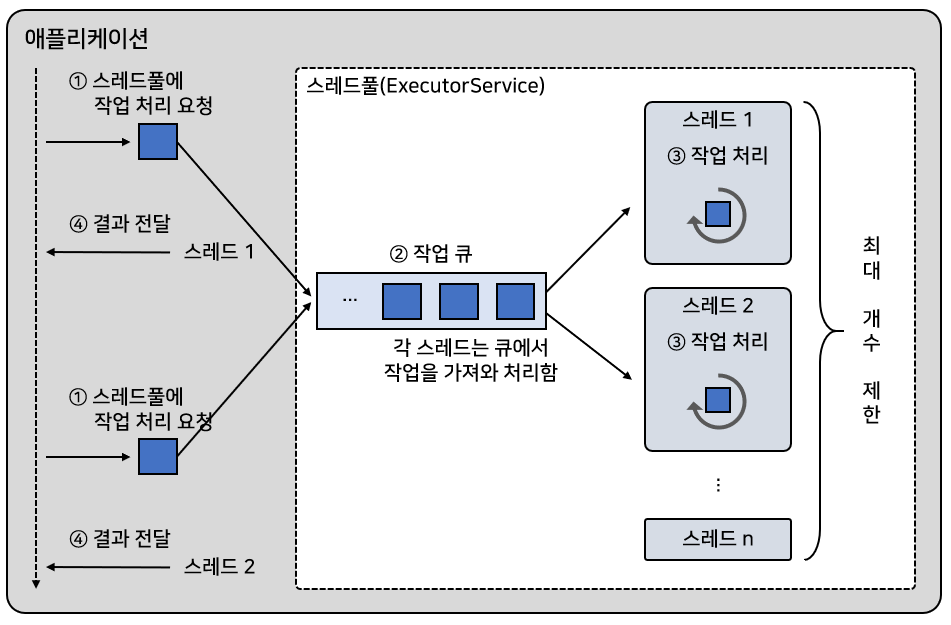 애플리케이션
① 스레드풀에
작업 처리 요청
④ 결과 전달
스레드 1
① 스레드풀에
작업 처리 요청
④ 결과 전달
스레드 2
스레드풀(ExecutorService)
② 작업 큐
...
각 스레드는 큐에서
작업을 가져와 처리함
스레드 1
③ 작업 처리
스레드 2
③ 작업 처리
...
스레드 n
최대 개수 제한